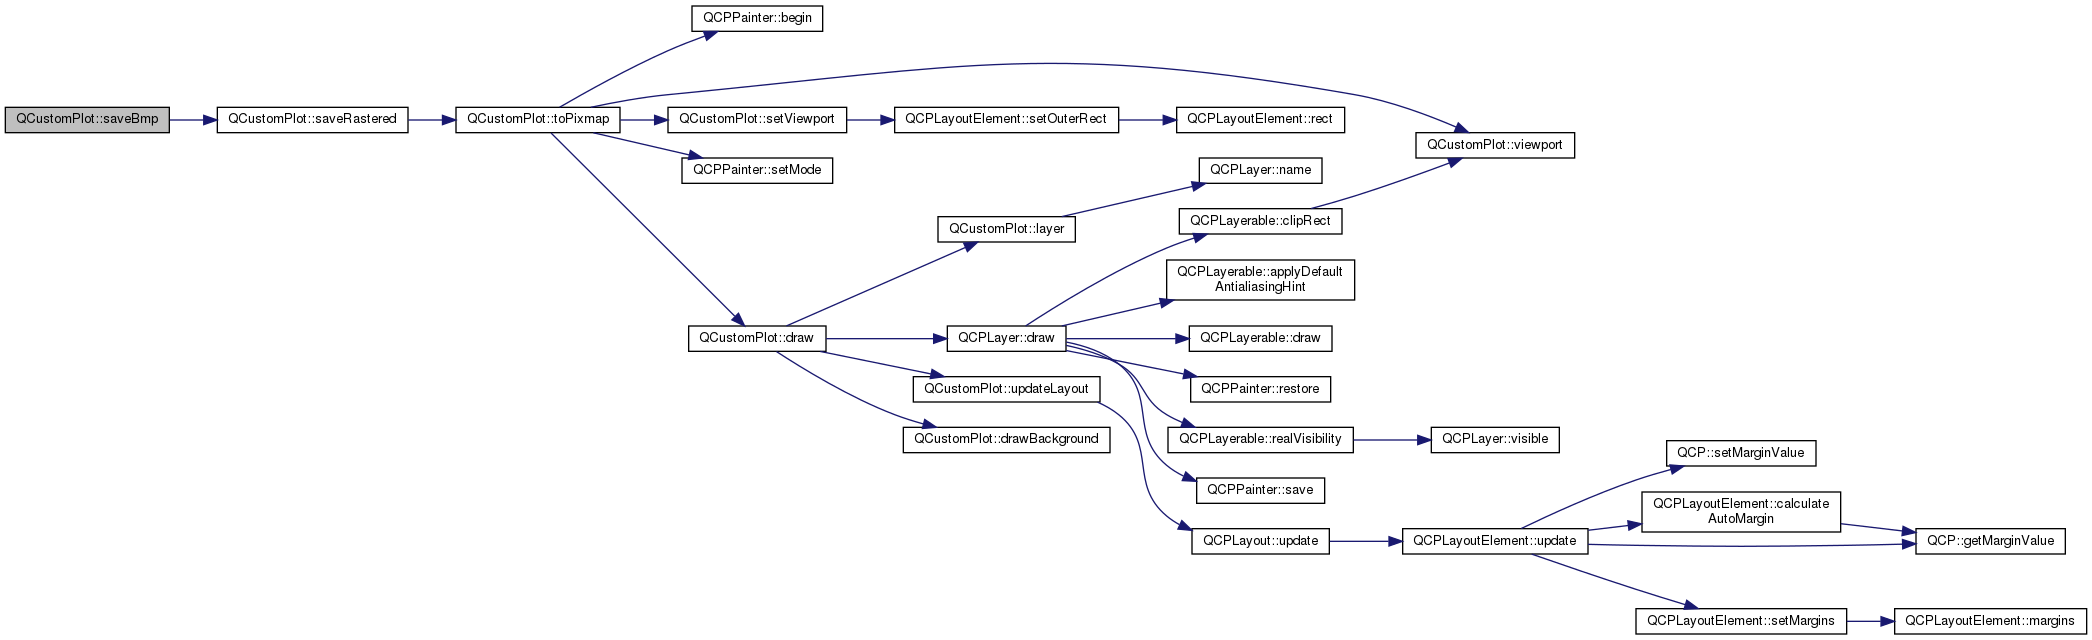 QCPPainter::begin
QCustomPlot::saveBmp
QCustomPlot::saveRastered
QCustomPlot::toPixmap
QCustomPlot::setViewport
QCPLayoutElement::setOuterRect
QCPLayoutElement::rect
QCustomPlot::viewport
QCPPainter::setMode
QCPLayer::name
QCustomPlot::layer
QCPLayerable::clipRect
QCPLayerable::applyDefault
AntialiasingHint
QCustomPlot::draw
QCPLayer::draw
QCPLayerable::draw
QCustomPlot::updateLayout
QCPPainter::restore
QCustomPlot::drawBackground
QCPLayerable::realVisibility
QCPLayer::visible
QCP::setMarginValue
QCPPainter::save
QCPLayoutElement::calculate
AutoMargin
QCPLayout::update
QCPLayoutElement::update
QCP::getMarginValue
QCPLayoutElement::setMargins
QCPLayoutElement::margins